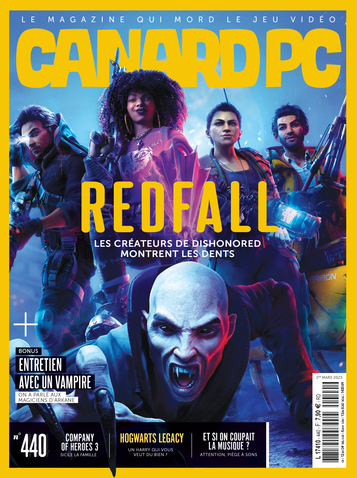 LE MAGAZINE QUI MORD LE JEU VIDÉO
CANARD PC
REDFALL
LES CRÉATEURS DE DISHONORED
MONTRENT LES DENTS
+
BONUS
ENTRETIEN
AVEC UN VAMPIRE
ON A PARLÉ AUX
MAGICIENS D'ARKANE
n° 440
COMPANY
OF HEROES 3
SICILE LA FAMILLE
HOGWARTS LEGACY
UN HARRY QUI VOUS
VEUT DU BIEN ?
ET SI ON COUPAIT
LA MUSIQUE ?
ATTENTION, PIÈGE À SONS
1ER MARS 2023